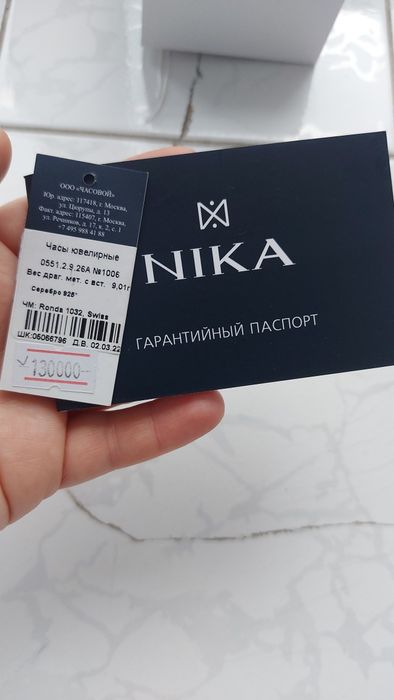 ООО «ЧАСОВОЙ»
Юр. адрес: 117418, г. Москва,
ул. Цюрупы, д. 13
Факт. адрес: 115407, г. Москва,
ул. Речников, д. 17, к. 2, с. 1
+7 495 988 41 88
Часы ювелирные
0551.2.9.26A №1006
Вес драг. мет. с вст. 9,01г
Серебро 925°
ЧМ: Ronda 1032, Swiss
ШК:05066796 Д.В. 02.03.22
130000=
NIKA
ГАРАНТИЙНЫЙ ПАСПОРТ